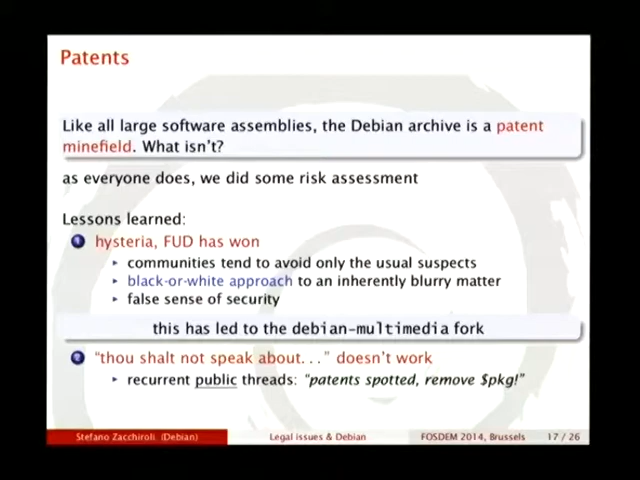 Patents
Like all large software assemblies, the Debian archive is a patent
minefield. What isn't?
as everyone does, we did some risk assessment
Lessons learned:
1 hysteria, FUD has won
communities tend to avoid only the usual suspects
black-or-white approach to an inherently blurry matter
false sense of security
this has led to the debian-multimedia fork
2 "thou shalt not speak about..." doesn't work
recurrent public threads: "patents spotted, remove $pkg!"
Stefano Zacchiroli (Debian) Legal issues & Debian FOSDEM 2014, Brussels 17 / 26